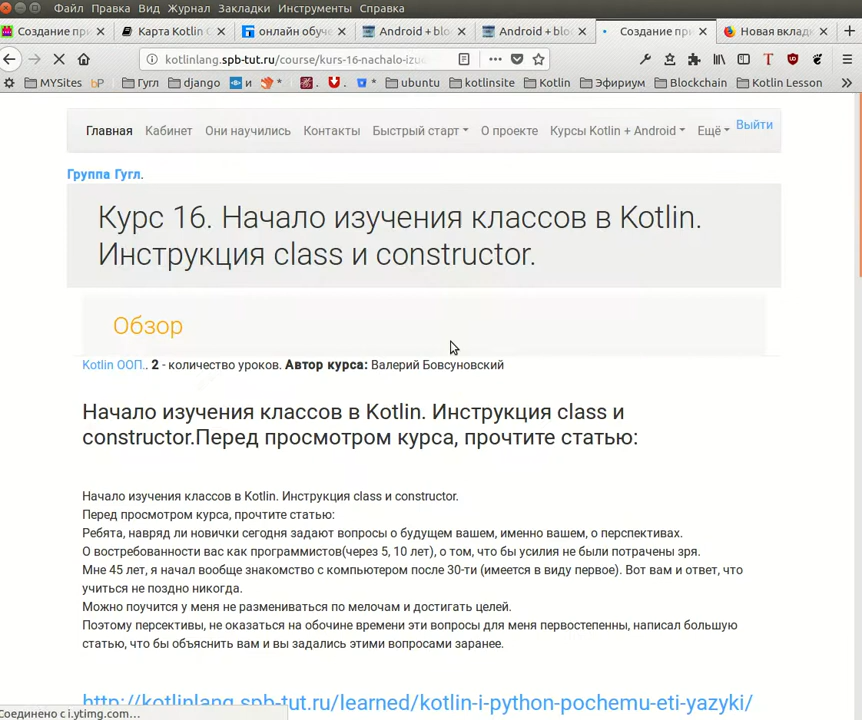 Файл Правка Вид Журнал Закладки Инструменты Справка
Создание при
Карта Kotlin С
онлайн обуче
Android + blo
Android + blo
Создание при
Новая вкладк
kotlinlang.spb-tut.ru/course/kurs-16-nachalo-izu
MYSites
bP
Гугл
django
и
ubuntu
kotlinsite
Kotlin
Эфириум
Blockchain
Kotlin Lesson
Главная Кабинет Они научились Контакты Быстрый старт О проекте Курсы Kotlin + Android Ещё Выйти
Группа Гугл.
Курс 16. Начало изучения классов в Kotlin.
Инструкция class и constructor.
Обзор
Kotlin ООП.. 2 - количество уроков. Автор курса: Валерий Бовсуновский
Начало изучения классов в Kotlin. Инструкция class и
constructor.Перед просмотром курса, прочтите статью:
Начало изучения классов в Kotlin. Инструкция class и constructor.
Перед просмотром курса, прочтите статью:
Ребята, навряд ли новички сегодня задают вопросы о будущем вашем, именно вашем, о перспективах.
О востребованности вас как программистов(через 5, 10 лет), о том, что бы усилия не были потрачены зря.
Мне 45 лет, я начал вообще знакомство с компьютером после 30-ти (имеется в виду первое). Вот вам и ответ, что
учиться не поздно никогда.
Можно поучится у меня не размениваться по мелочам и достигать целей.
Поэтому персективы, не оказаться на обочине времени эти вопросы для меня первостепенны, написал большую
статью, что бы объяснить вам и вы задались этими вопросами заранее.
http://kotlinlang.spb-tut.ru/learned/kotlin-i-python-pochemu-eti-yazyki/
Соединено с i.ytimg.com…